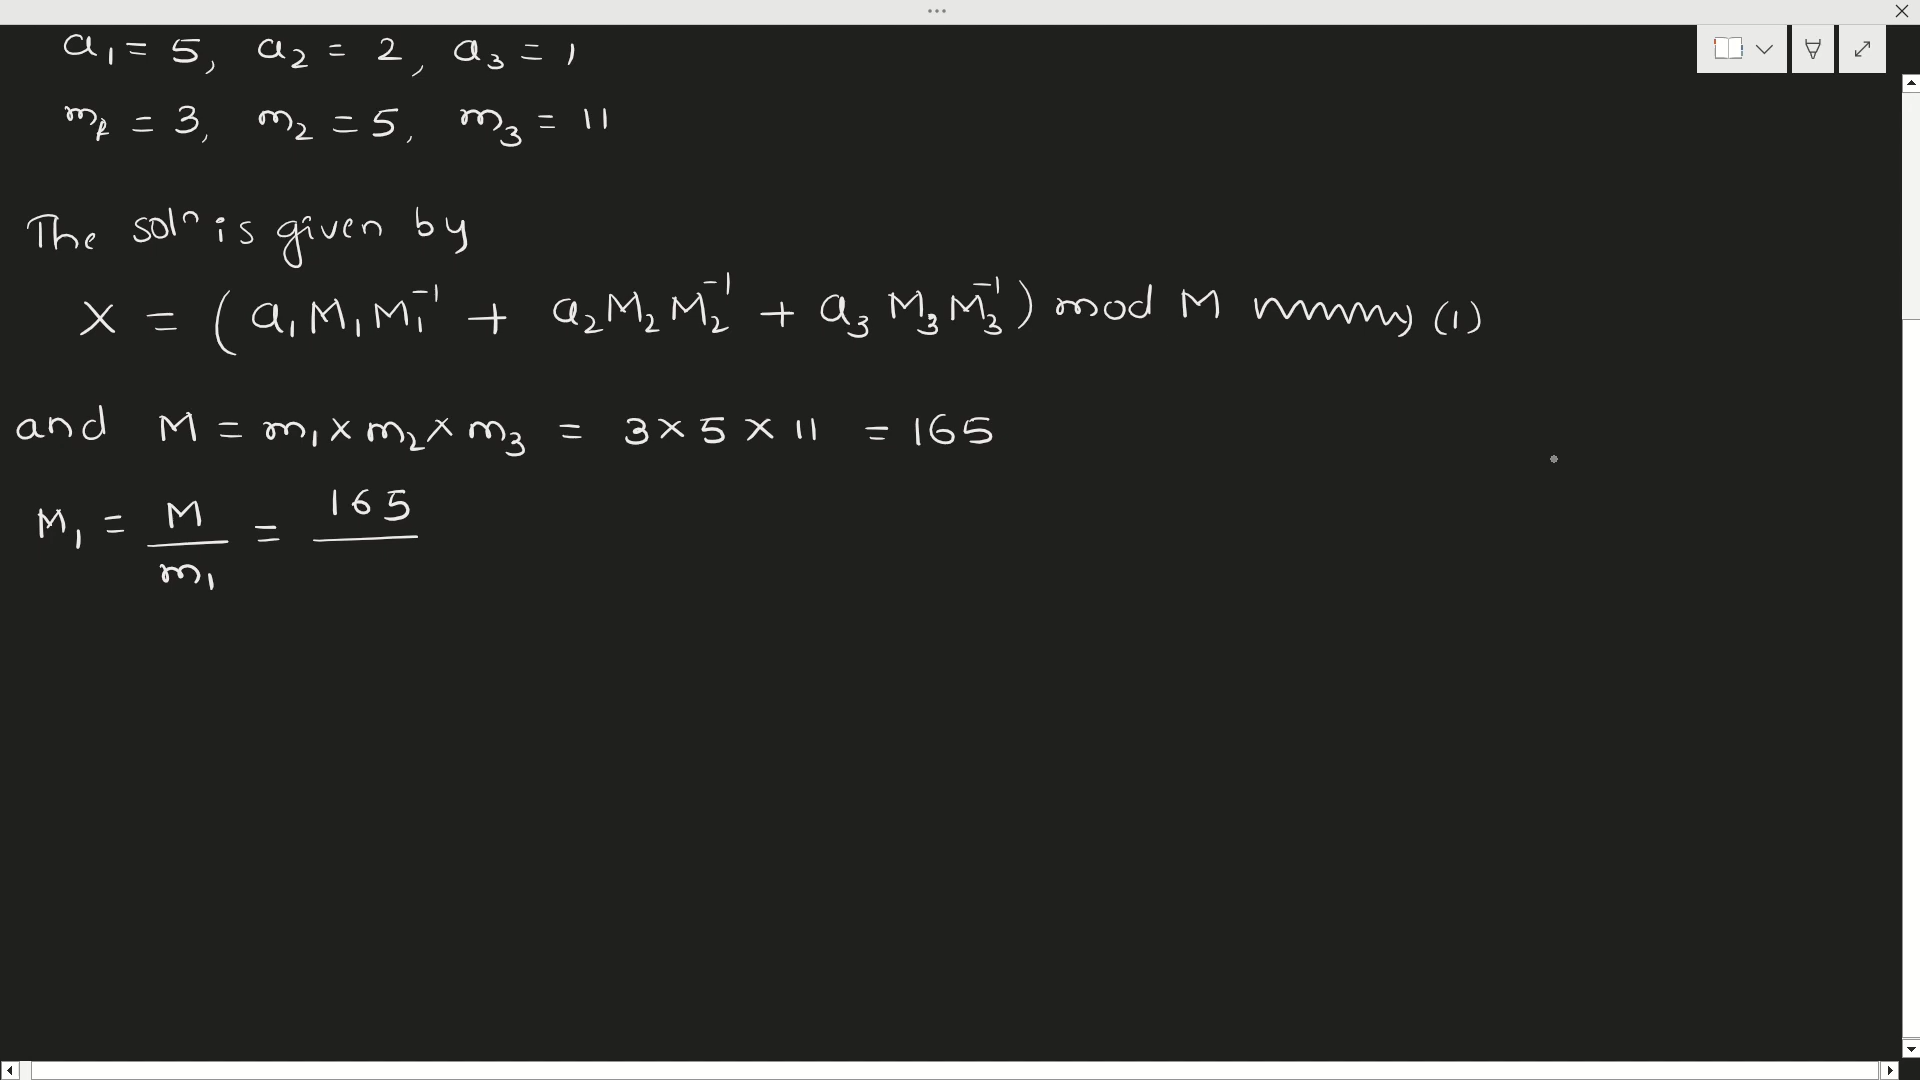 a₁ = 5, a₂ = 2, a₃ = 1
m₁ = 3, m₂ = 5, m₃ = 11
The solⁿ is given by
X = (a₁M₁M₁⁻¹ + a₂M₂M₂⁻¹ + a₃M₃M₃⁻¹) mod M (1)
and M = m₁ × m₂ × m₃ = 3 × 5 × 11 = 165
M₁ = M/m₁ = 165/